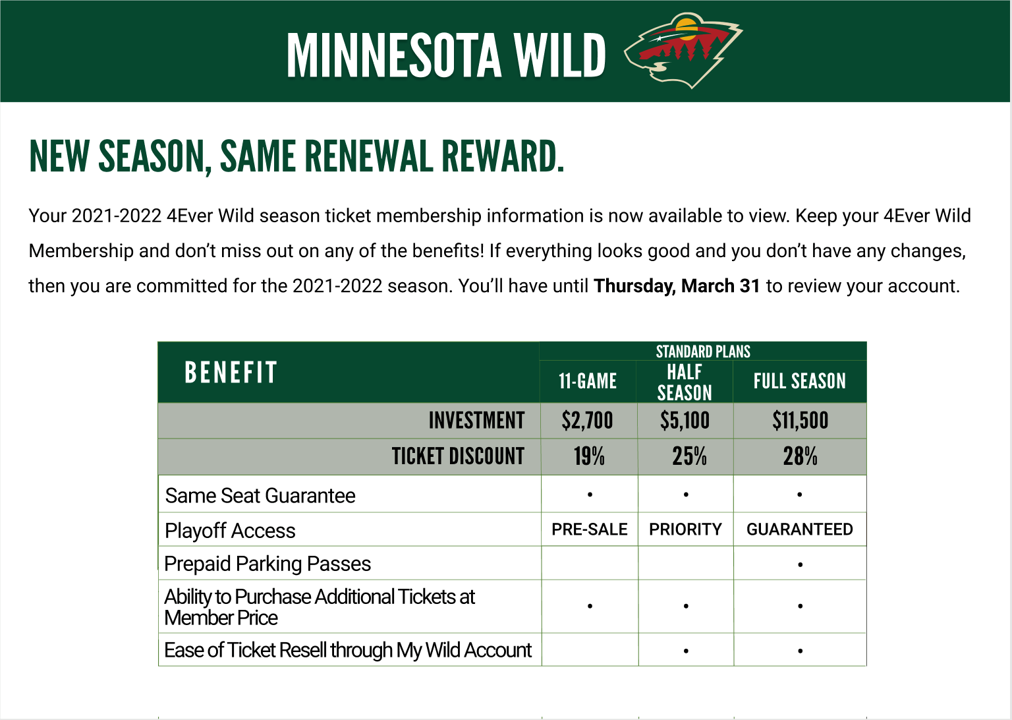 MINNESOTA WILD
NEW SEASON, SAME RENEWAL REWARD.
Your 2021-2022 4Ever Wild season ticket membership information is now available to view. Keep your 4Ever Wild
Membership and don’t miss out on any of the benefits! If everything looks good and you don’t have any changes,
then you are committed for the 2021-2022 season. You’ll have until Thursday, March 31 to review your account.
STANDARD PLANS
BENEFIT 11-GAME HALF SEASON FULL SEASON
INVESTMENT $2,700 $5,100 $11,500
TICKET DISCOUNT 19% 25% 28%
Same Seat Guarantee • • •
Playoff Access PRE-SALE PRIORITY GUARANTEED
Prepaid Parking Passes •
Ability to Purchase Additional Tickets at
Member Price • • •
Ease of Ticket Resell through My Wild Account • •